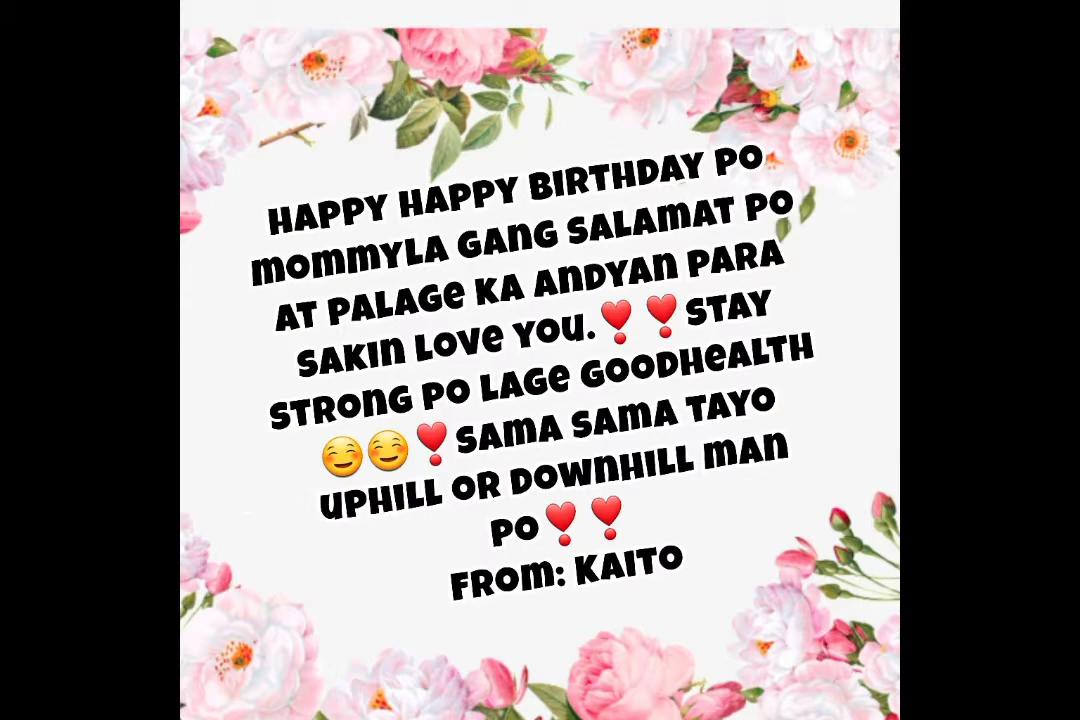 HAPPY HAPPY BIRTHDAY PO
MOMMYLA GANG SALAMAT PO
AT PALAGE KA ANDYAN PARA
SAKIN LOVE YOU.❣️❣️STAY
STRONG PO LAGE GOODHEALTH
😊😊❣️SAMA SAMA TAYO
UPHILL OR DOWNHILL MAN
PO❣️❣️
FROM: KAITO